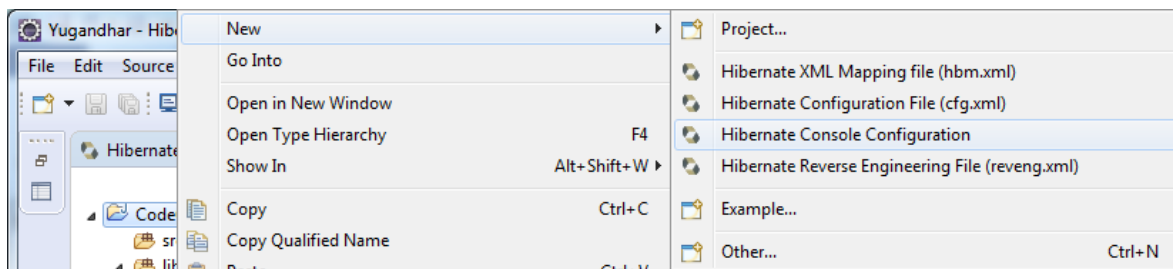 Yugandhar - Hib
File Edit Source
Hibernate
Code
sr
lib
New
Go Into
Open in New Window
Open Type Hierarchy F4
Show In Alt+Shift+W
Copy Ctrl+C
Copy Qualified Name
Project...
Hibernate XML Mapping file (hbm.xml)
Hibernate Configuration File (cfg.xml)
Hibernate Console Configuration
Hibernate Reverse Engineering File (reveng.xml)
Example...
Other... Ctrl+N